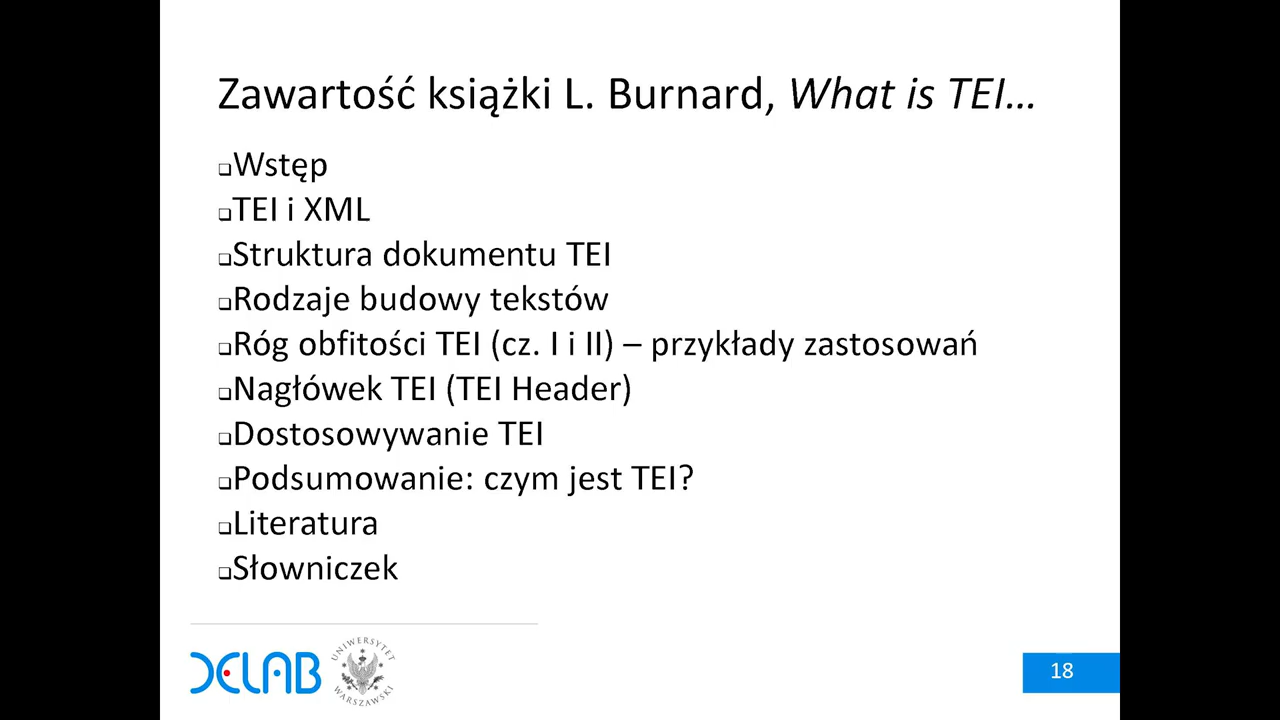 Zawartość książki L. Burnard, What is TEI...
❑Wstęp
❑TEI i XML
❑Struktura dokumentu TEI
❑Rodzaje budowy tekstów
❑Róg obfitości TEI (cz. I i II) – przykłady zastosowań
❑Nagłówek TEI (TEI Header)
❑Dostosowywanie TEI
❑Podsumowanie: czym jest TEI?
❑Literatura
❑Słowniczek
DELAB
UNIWERSYTET WARSZAWSKI
18